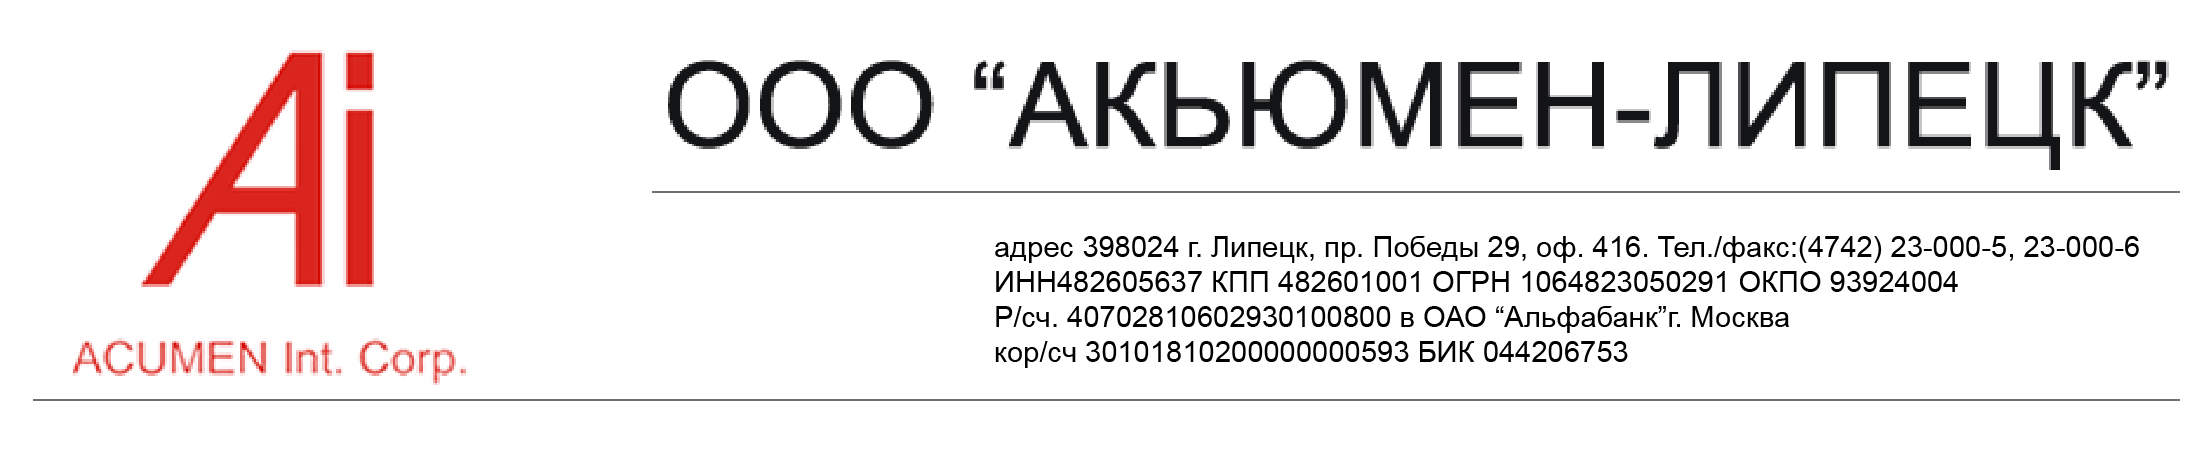 Ai
ACUMEN Int. Corp.
ООО “АКЬЮМЕН-ЛИПЕЦК”
адрес 398024 г. Липецк, пр. Победы 29, оф. 416. Тел./факс:(4742) 23-000-5, 23-000-6
ИНН482605637 КПП 482601001 ОГРН 1064823050291 ОКПО 93924004
Р/сч. 40702810602930100800 в ОАО “Альфабанк”г. Москва
кор/сч 30101810200000000593 БИК 044206753